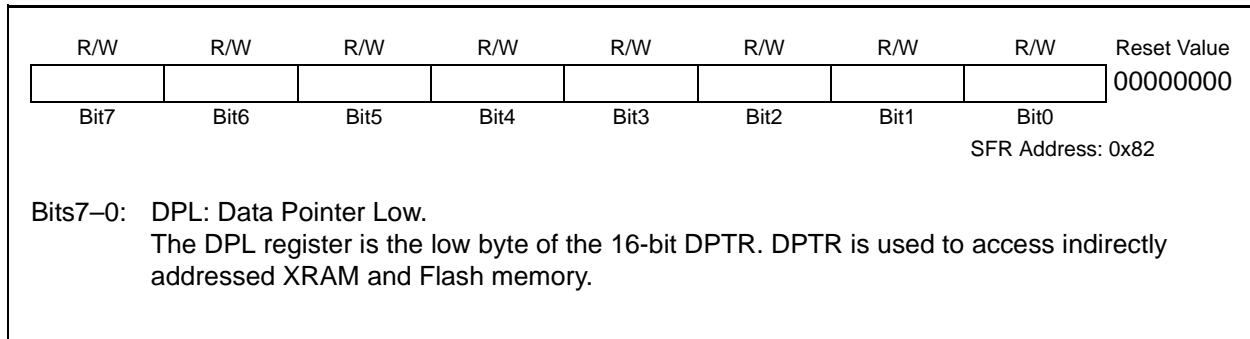 R/W R/W R/W R/W R/W R/W R/W R/W Reset Value
00000000
Bit7 Bit6 Bit5 Bit4 Bit3 Bit2 Bit1 Bit0
SFR Address: 0x82
Bits7–0: DPL: Data Pointer Low.
The DPL register is the low byte of the 16-bit DPTR. DPTR is used to access indirectly
addressed XRAM and Flash memory.